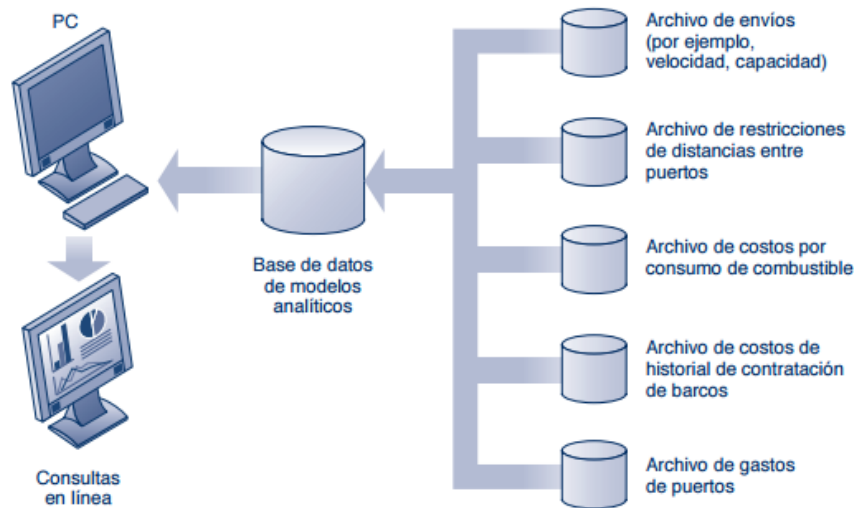 PC
Archivo de envíos
(por ejemplo,
velocidad, capacidad)
Archivo de restricciones
de distancias entre
puertos
Base de datos
de modelos
analíticos
Archivo de costos por
consumo de combustible
Archivo de costos de
historial de contratación
de barcos
Consultas
en línea
Archivo de gastos
de puertos